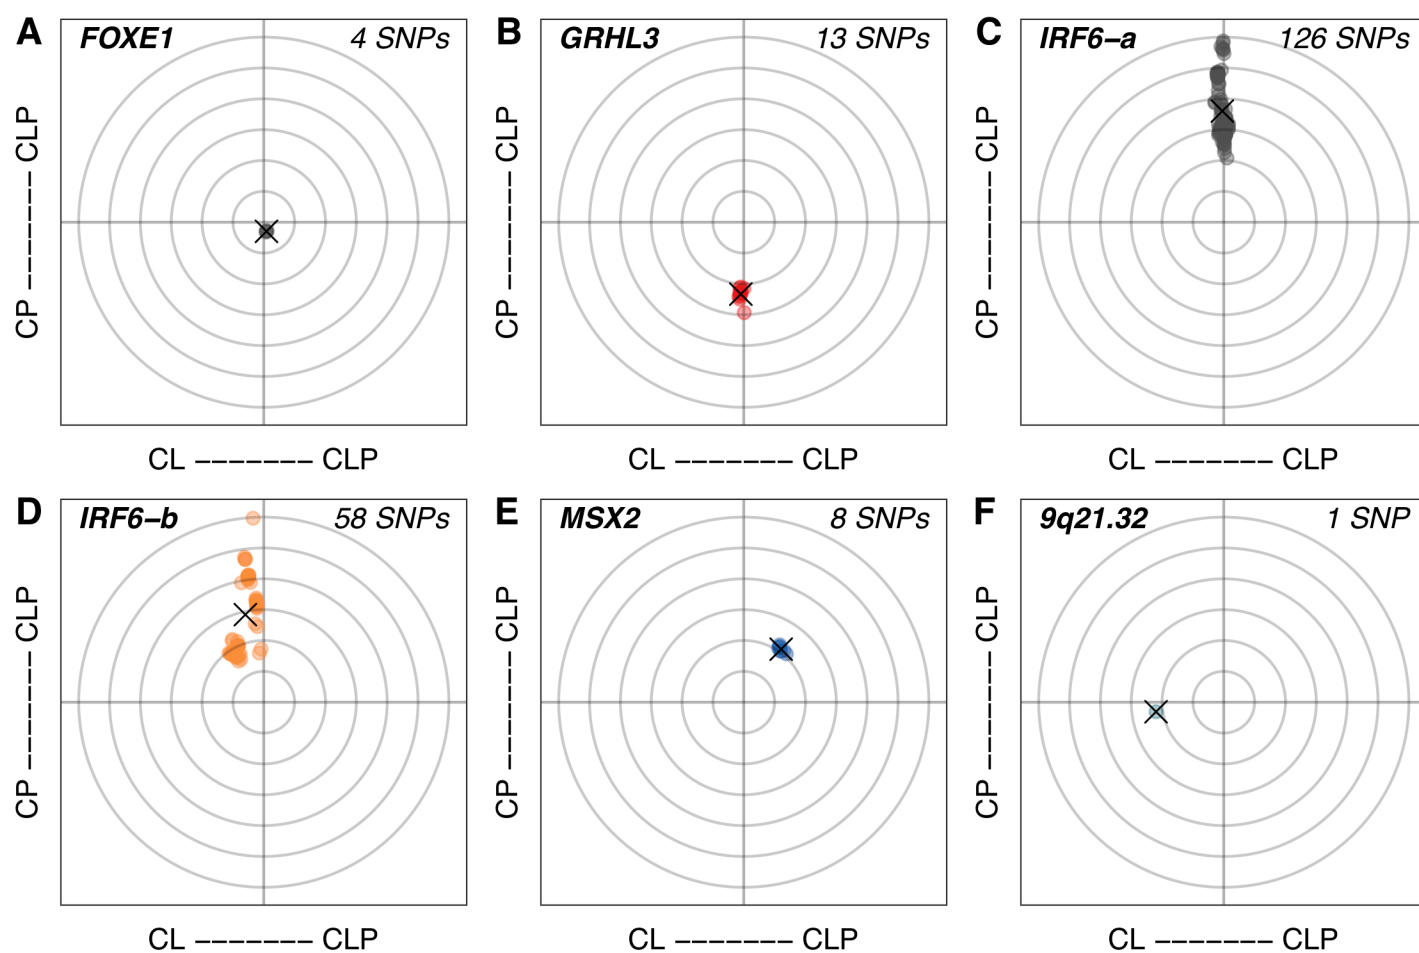 A
FOXE1
4 SNPs
CP ––––––– CLP
CL ––––––– CLP
B
GRHL3
13 SNPs
CP ––––––– CLP
CL ––––––– CLP
C
IRF6–a
126 SNPs
CP ––––––– CLP
CL ––––––– CLP
D
IRF6–b
58 SNPs
CP ––––––– CLP
CL ––––––– CLP
E
MSX2
8 SNPs
CP ––––––– CLP
CL ––––––– CLP
F
9q21.32
1 SNP
CP ––––––– CLP
CL ––––––– CLP